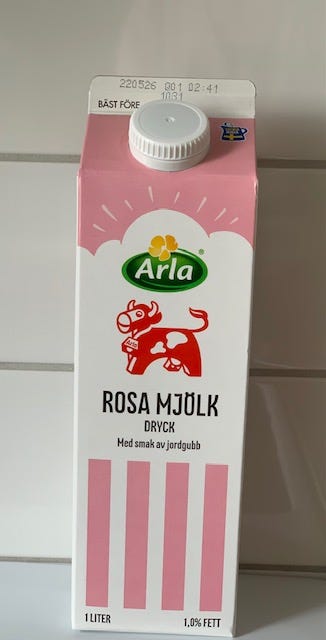 220526 001 02:41
1031
BÄST FÖRE
Arla
ROSA MJÖLK
DRYCK
Med smak av jordgubb
1 LITER
1,0% FETT